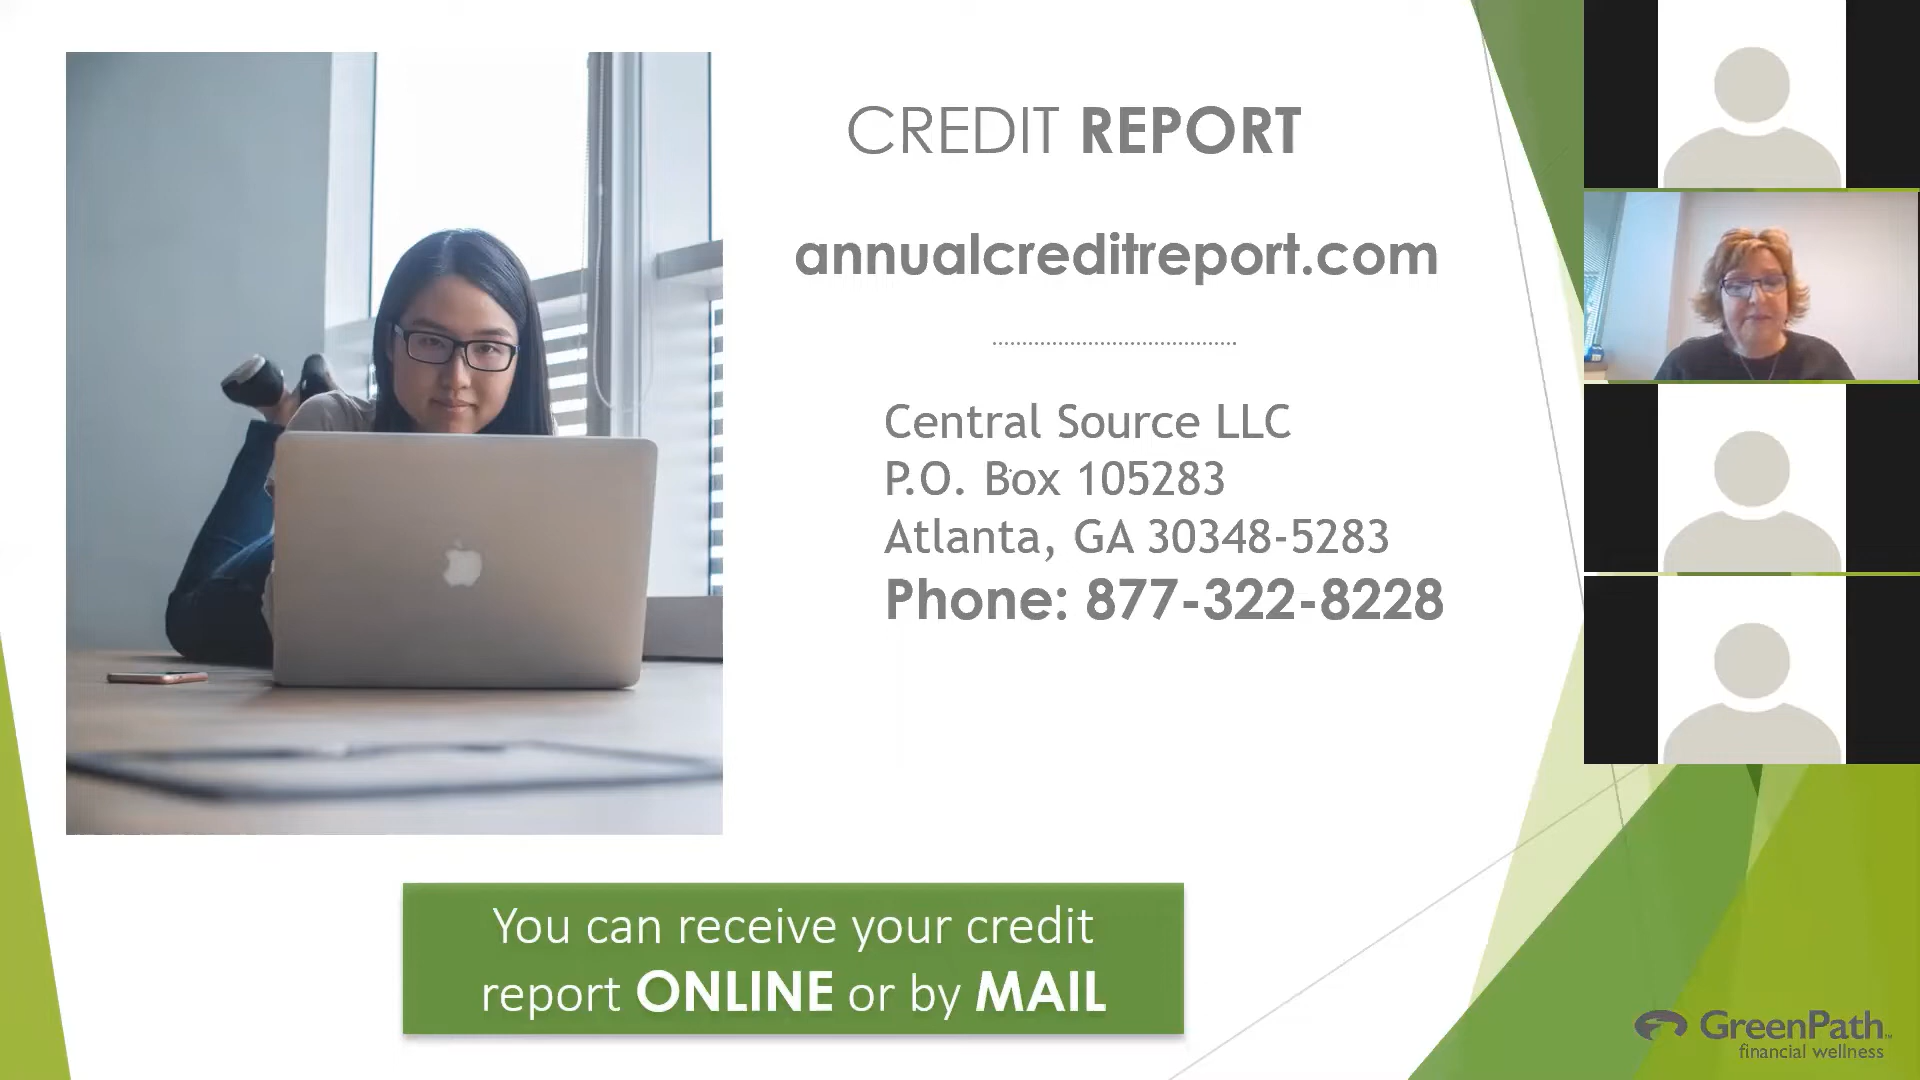 CREDIT REPORT
annualcreditreport.com
Central Source LLC
P.O. Box 105283
Atlanta, GA 30348-5283
Phone: 877-322-8228
You can receive your credit
report ONLINE or by MAIL
GreenPath
financial wellness